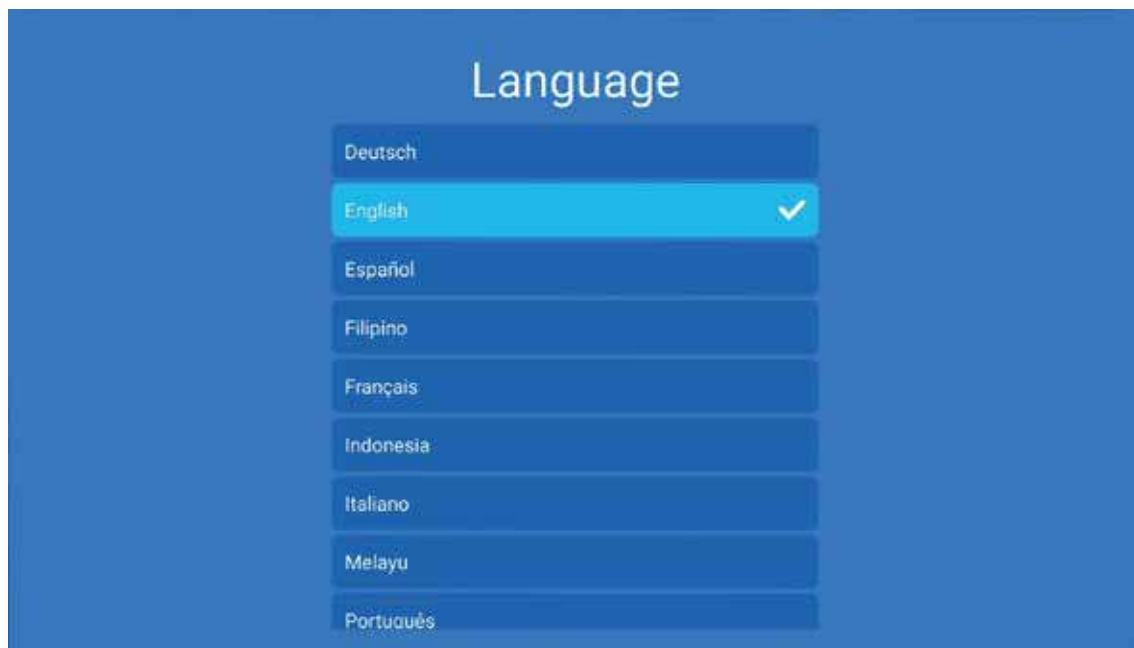 Language
Deutsch
English
Español
Filipino
Français
Indonesia
Italiano
Melayu
Português